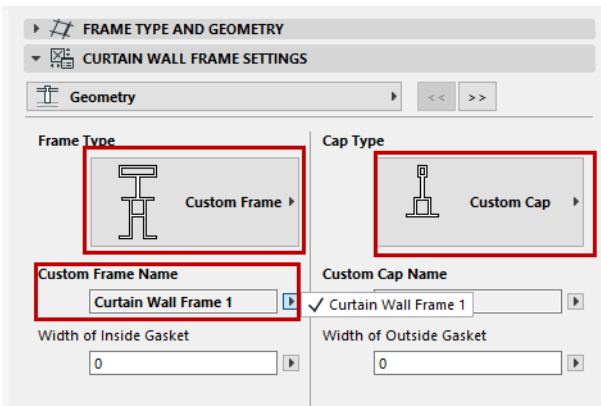 FRAME TYPE AND GEOMETRY
CURTAIN WALL FRAME SETTINGS
Geometry
<<
>>
Frame Type
Cap Type
Custom Frame
Custom Cap
Custom Frame Name
Custom Cap Name
Curtain Wall Frame 1
✓ Curtain Wall Frame 1
Width of Inside Gasket
Width of Outside Gasket
0
0